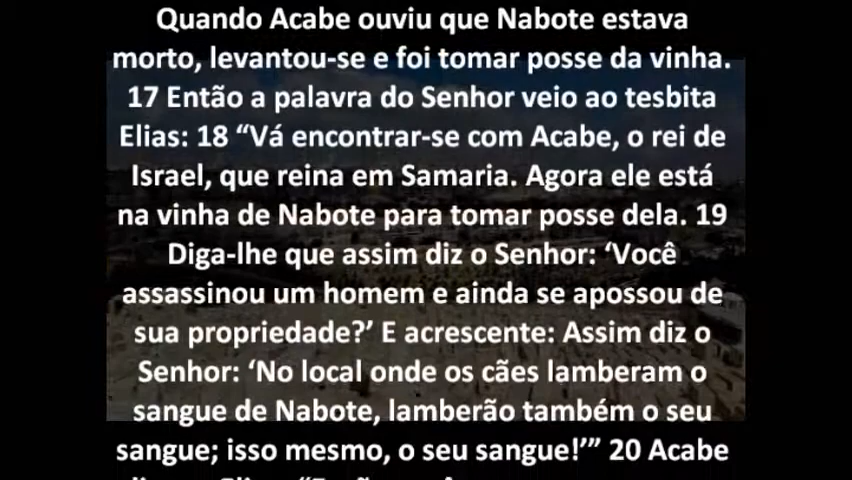 Quando Acabe ouviu que Nabote estava
morto, levantou-se e foi tomar posse da vinha.
17 Então a palavra do Senhor veio ao tesbita
Elias: 18 “Vá encontrar-se com Acabe, o rei de
Israel, que reina em Samaria. Agora ele está
na vinha de Nabote para tomar posse dela. 19
Diga-lhe que assim diz o Senhor: ‘Você
assassinou um homem e ainda se apossou de
sua propriedade?’ E acrescente: Assim diz o
Senhor: ‘No local onde os cães lamberam o
sangue de Nabote, lamberão também o seu
sangue; isso mesmo, o seu sangue!’” 20 Acabe